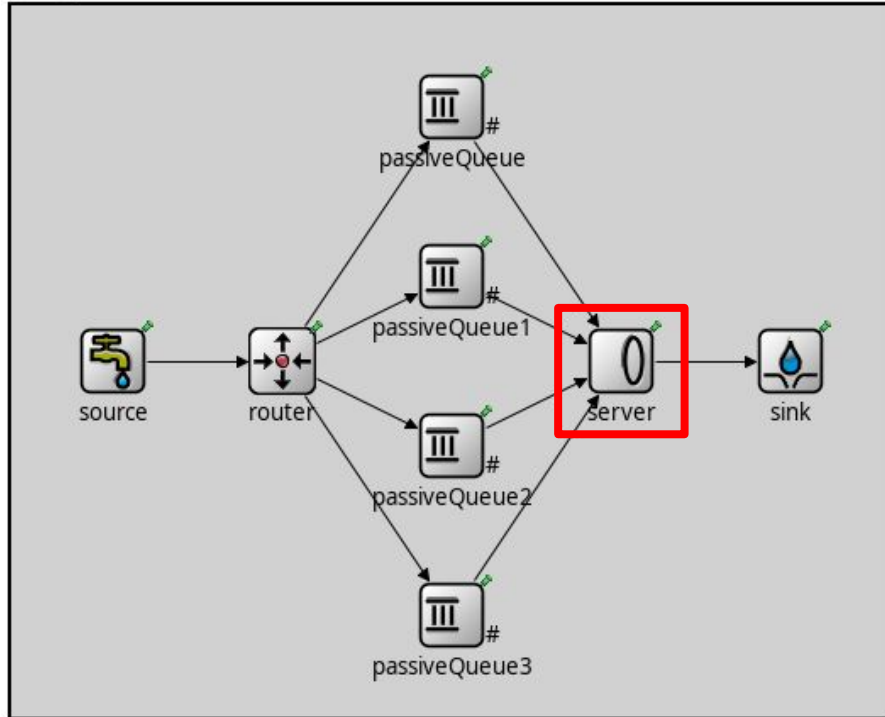 #
passiveQueue
#
passiveQueue1
source
router
server
sink
#
passiveQueue2
#
passiveQueue3